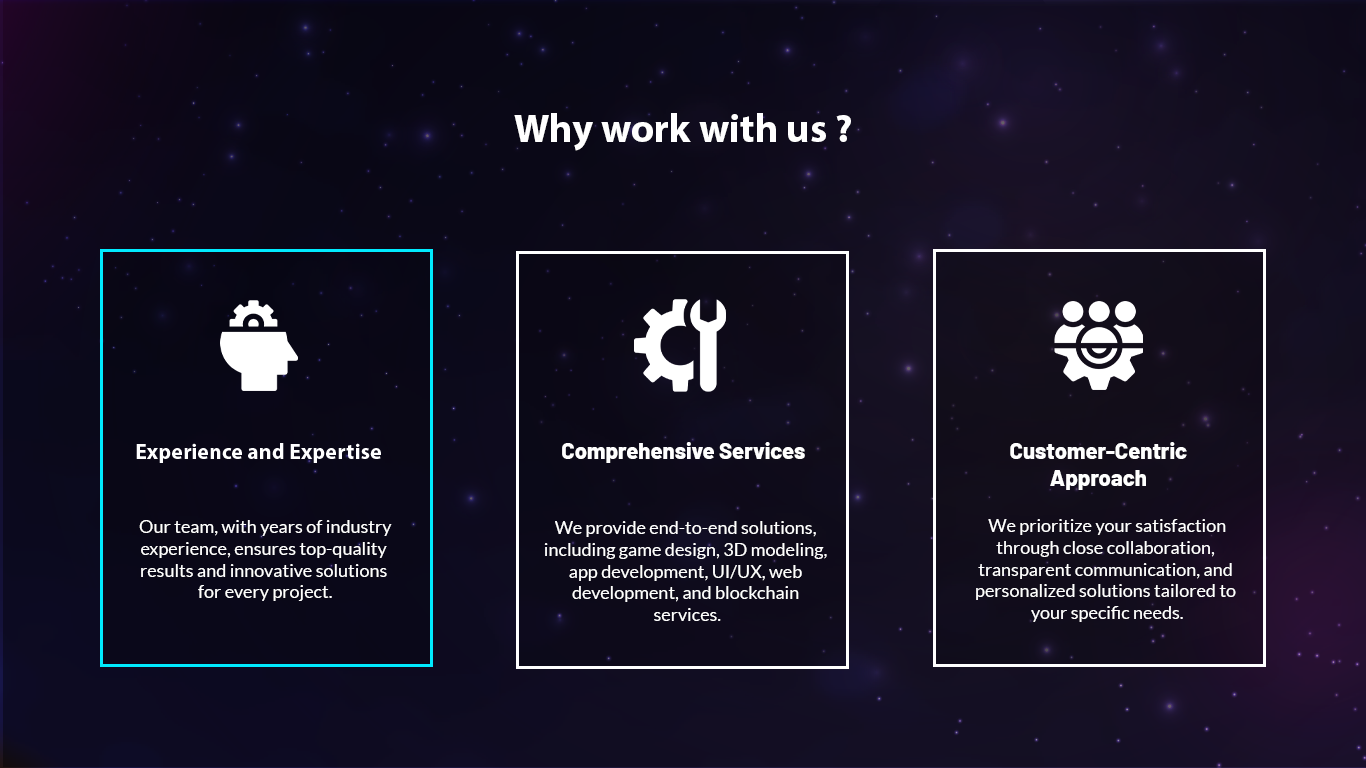 Why work with us ?
Experience and Expertise
Our team, with years of industry
experience, ensures top-quality
results and innovative solutions
for every project.
Comprehensive Services
We provide end-to-end solutions,
including game design, 3D modeling,
app development, UI/UX, web
development, and blockchain
services.
Customer-Centric
Approach
We prioritize your satisfaction
through close collaboration,
transparent communication, and
personalized solutions tailored to
your specific needs.